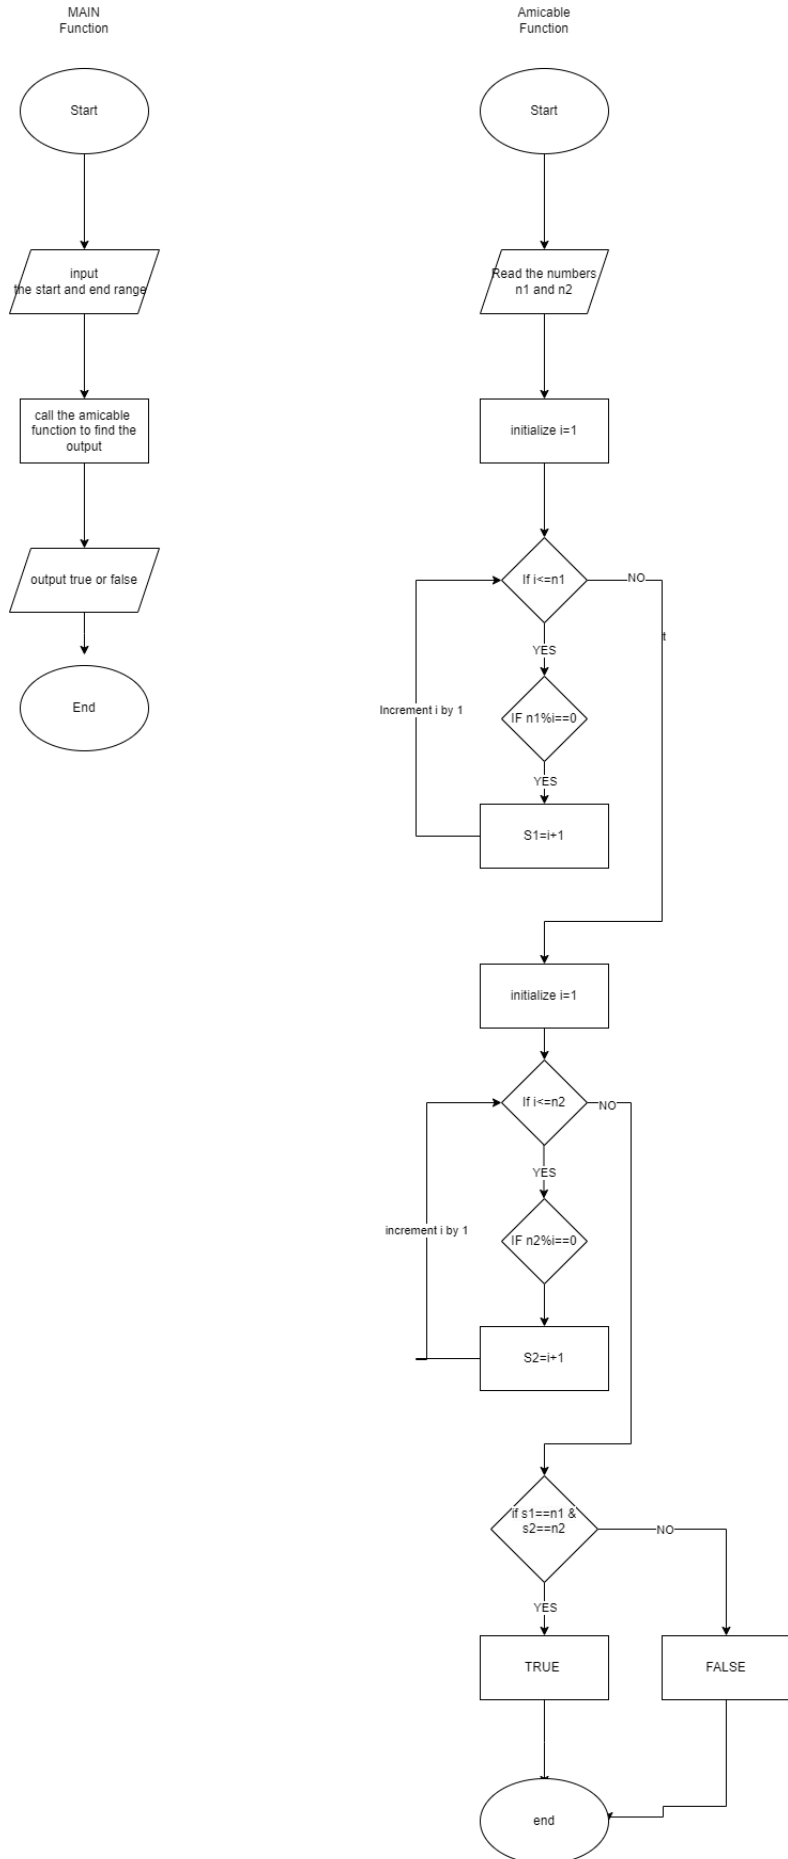 MAIN
Function
Start
input
the start and end range
call the amicable
function to find the
output
output true or false
End
Amicable
Function
Start
Read the numbers
n1 and n2
initialize i=1
If i<=n1
NO
t
YES
Increment i by 1
IF n1%i==0
YES
S1=i+1
initialize i=1
If i<=n2
NO
YES
increment i by 1
IF n2%i==0
S2=i+1
if s1==n1 &
s2==n2
NO
YES
TRUE
FALSE
end